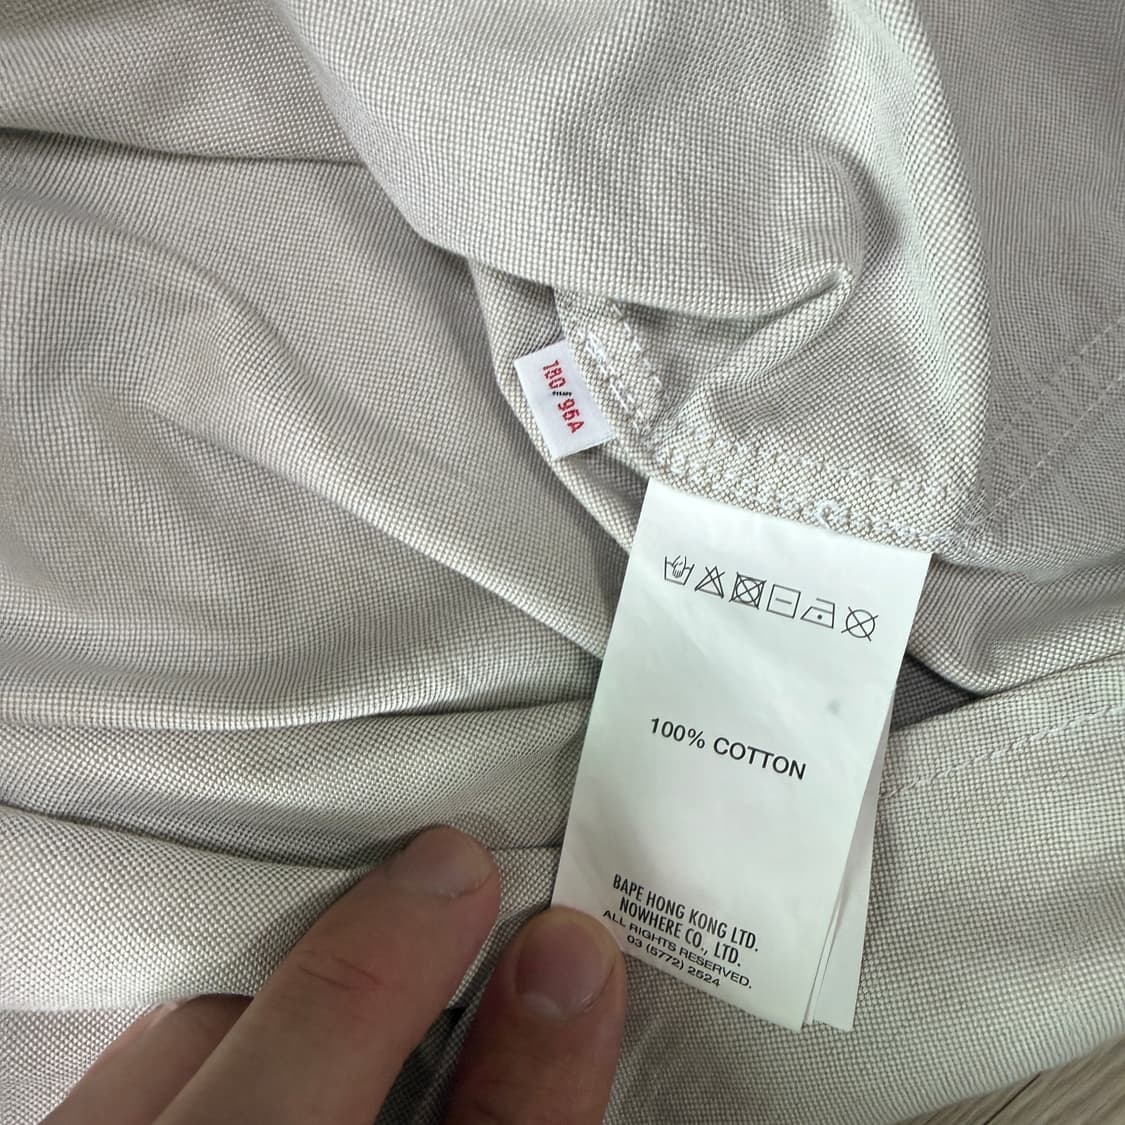 180/96A
100% COTTON
BAPE HONG KONG LTD.
NOWHERE CO., LTD.
ALL RIGHTS RESERVED.
03 (5772) 2524